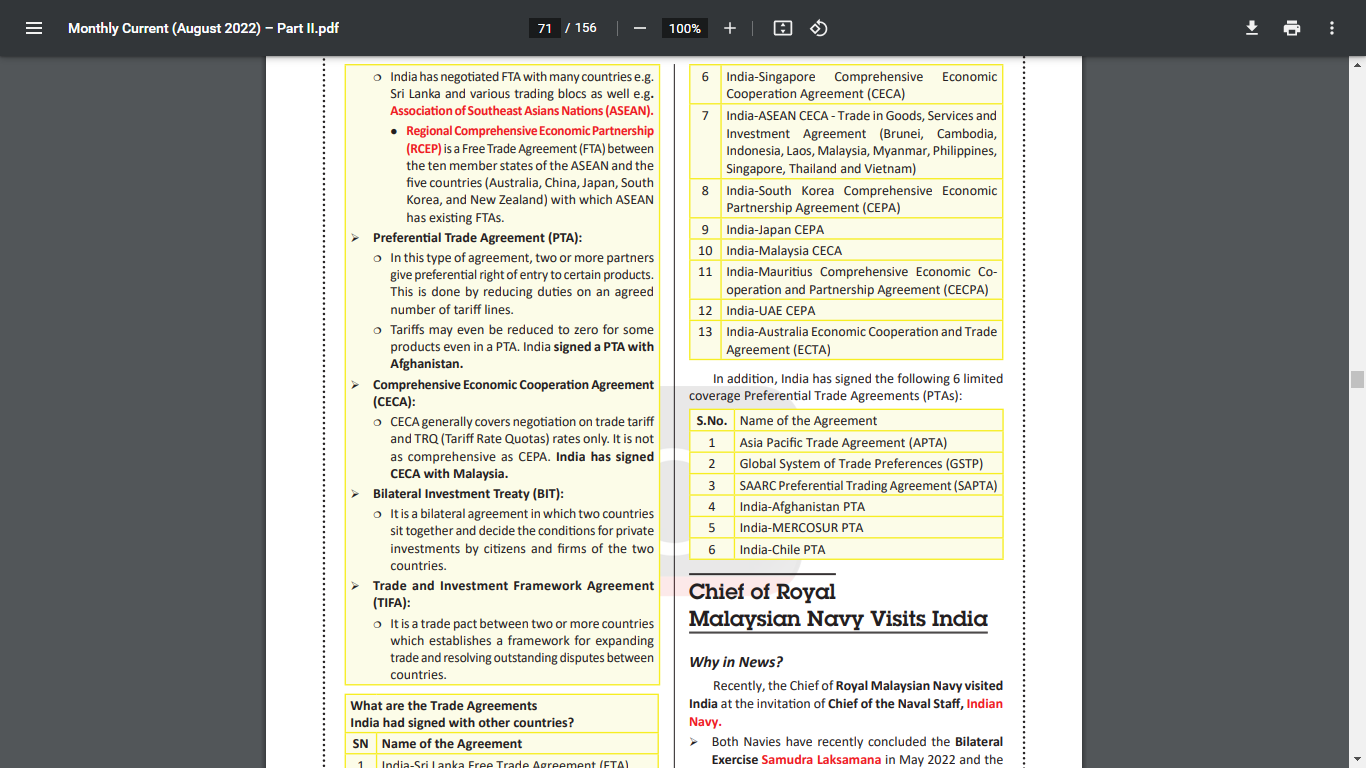 Monthly Current (August 2022) – Part II.pdf
71 / 156
100%
○ India has negotiated FTA with many countries e.g.
Sri Lanka and various trading blocs as well e.g.
Association of Southeast Asians Nations (ASEAN).
● Regional Comprehensive Economic Partnership
(RCEP) is a Free Trade Agreement (FTA) between
the ten member states of the ASEAN and the
five countries (Australia, China, Japan, South
Korea, and New Zealand) with which ASEAN
has existing FTAs.
➢ Preferential Trade Agreement (PTA):
○ In this type of agreement, two or more partners
give preferential right of entry to certain products.
This is done by reducing duties on an agreed
number of tariff lines.
○ Tariffs may even be reduced to zero for some
products even in a PTA. India signed a PTA with
Afghanistan.
➢ Comprehensive Economic Cooperation Agreement
(CECA):
○ CECA generally covers negotiation on trade tariff
and TRQ (Tariff Rate Quotas) rates only. It is not
as comprehensive as CEPA. India has signed
CECA with Malaysia.
➢ Bilateral Investment Treaty (BIT):
○ It is a bilateral agreement in which two countries
sit together and decide the conditions for private
investments by citizens and firms of the two
countries.
➢ Trade and Investment Framework Agreement
(TIFA):
○ It is a trade pact between two or more countries
which establishes a framework for expanding
trade and resolving outstanding disputes between
countries.
What are the Trade Agreements
India had signed with other countries?
SN Name of the Agreement
1 India-Sri Lanka Free Trade Agreement (FTA)
6 India-Singapore Comprehensive Economic
Cooperation Agreement (CECA)
7 India-ASEAN CECA - Trade in Goods, Services and
Investment Agreement (Brunei, Cambodia,
Indonesia, Laos, Malaysia, Myanmar, Philippines,
Singapore, Thailand and Vietnam)
8 India-South Korea Comprehensive Economic
Partnership Agreement (CEPA)
9 India-Japan CEPA
10 India-Malaysia CECA
11 India-Mauritius Comprehensive Economic Co-
operation and Partnership Agreement (CECPA)
12 India-UAE CEPA
13 India-Australia Economic Cooperation and Trade
Agreement (ECTA)
In addition, India has signed the following 6 limited
coverage Preferential Trade Agreements (PTAs):
S.No. Name of the Agreement
1 Asia Pacific Trade Agreement (APTA)
2 Global System of Trade Preferences (GSTP)
3 SAARC Preferential Trading Agreement (SAPTA)
4 India-Afghanistan PTA
5 India-MERCOSUR PTA
6 India-Chile PTA
Chief of Royal
Malaysian Navy Visits India
Why in News?
Recently, the Chief of Royal Malaysian Navy visited
India at the invitation of Chief of the Naval Staff, Indian
Navy.
➢ Both Navies have recently concluded the Bilateral
Exercise Samudra Laksamana in May 2022 and the